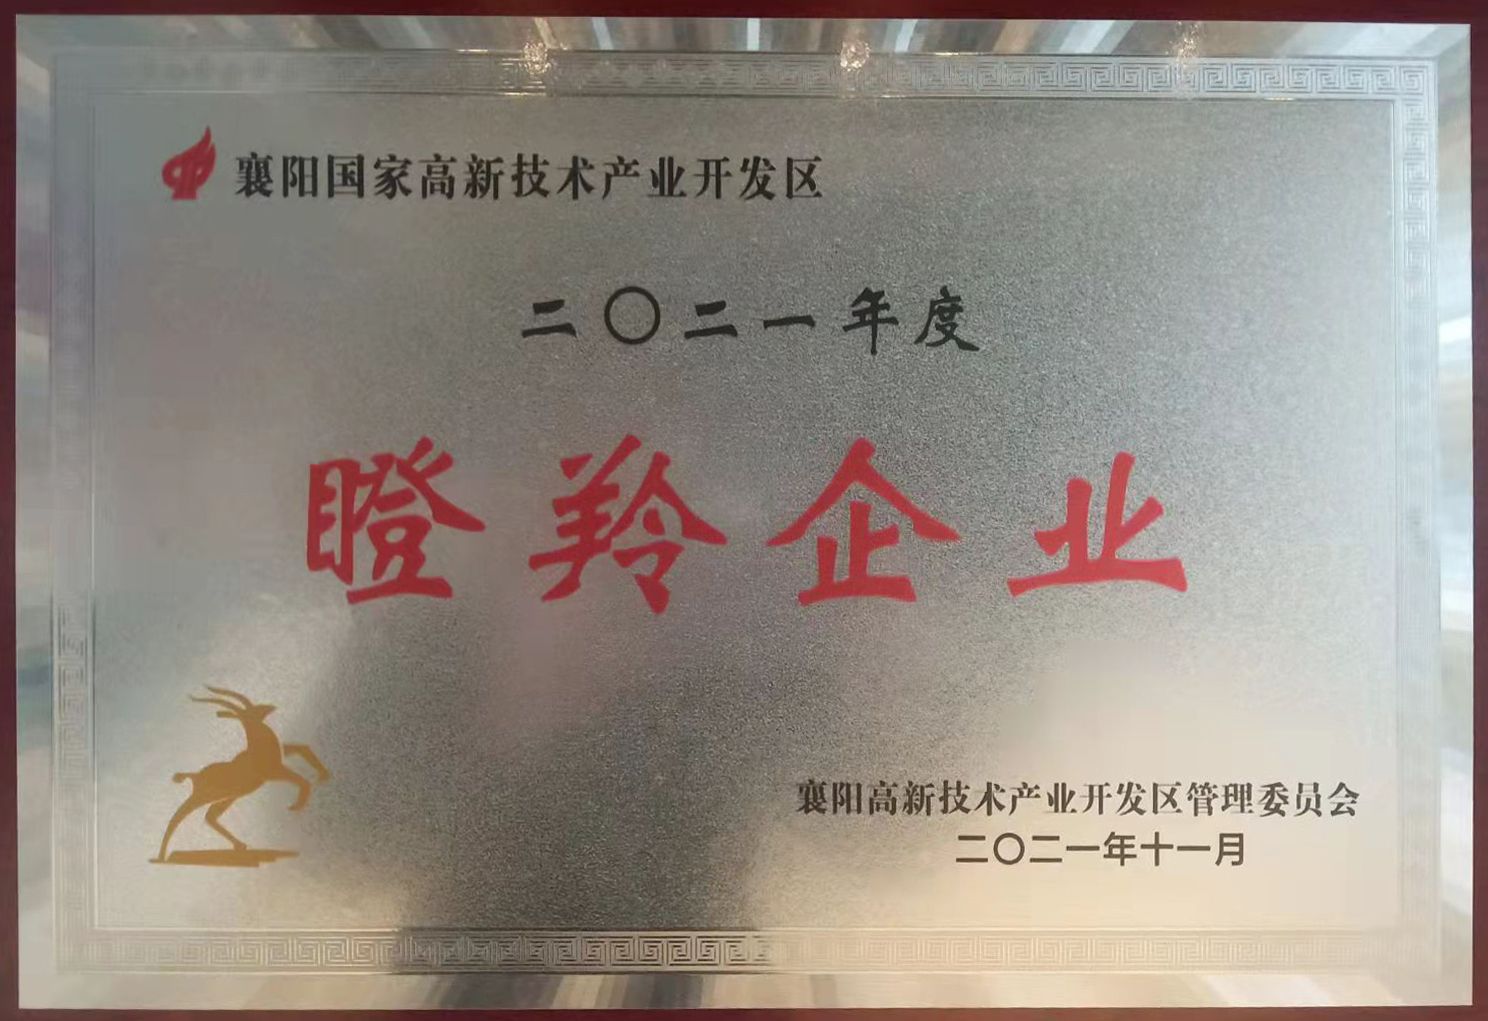 襄阳国家高新技术产业开发区
二〇二一年度
瞪羚企业
襄阳高新技术产业开发区管理委员会
二〇二一年十一月